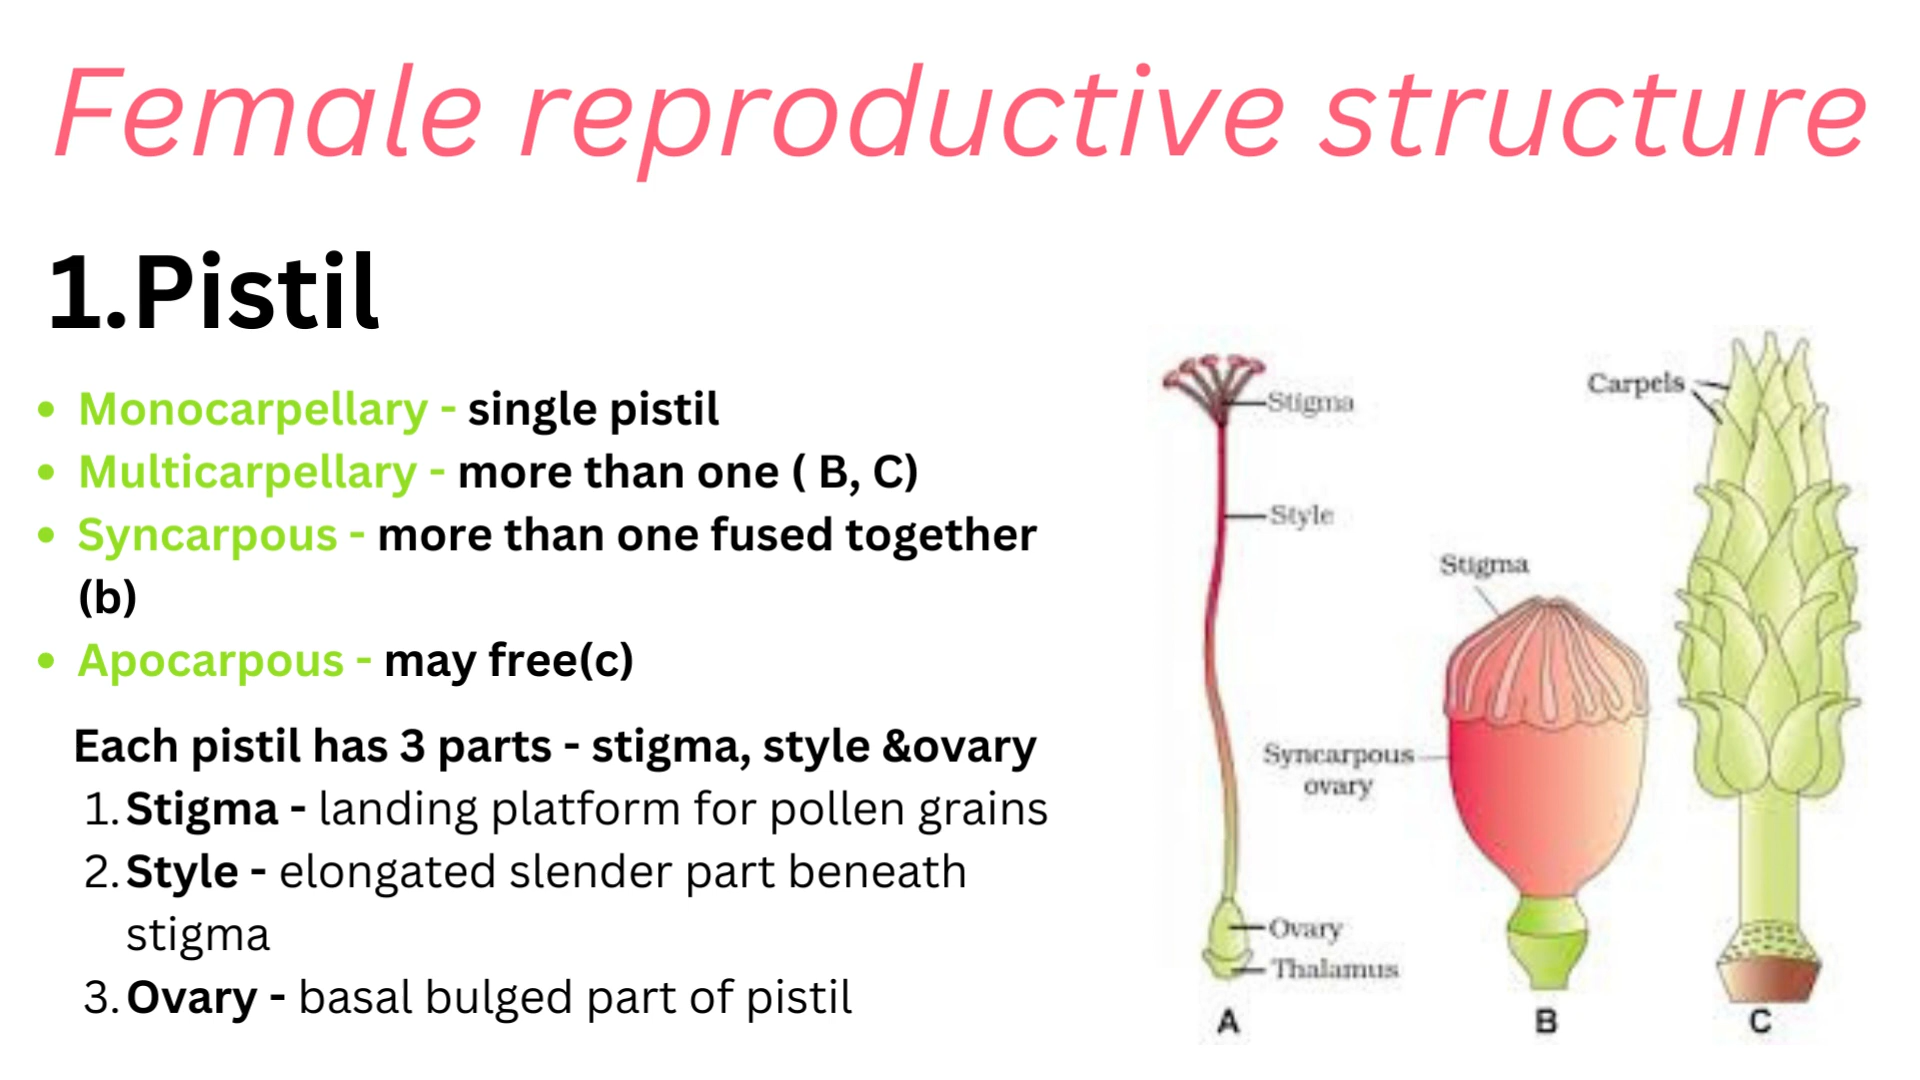 Female reproductive structure
1.Pistil
• Monocarpellary - single pistil
• Multicarpellary - more than one ( B, C)
• Syncarpous - more than one fused together
(b)
• Apocarpous - may free(c)
Each pistil has 3 parts - stigma, style &ovary
1. Stigma - landing platform for pollen grains
2. Style - elongated slender part beneath
stigma
3. Ovary - basal bulged part of pistil
Stigma
Style
Ovary
Thalamus
A
Stigma
Syncarpous
ovary
B
Carpels
C